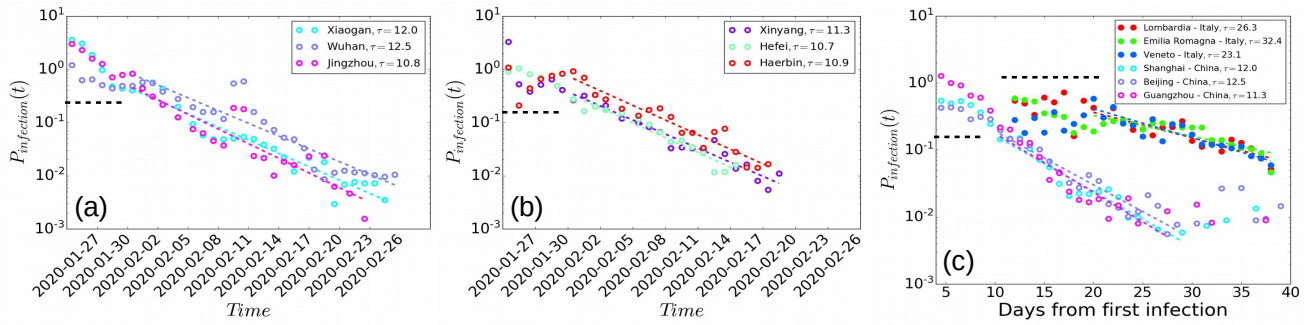 10^1
10^0
10^-1
10^-2
10^-3
P_infection(t)
Xiaogan, τ = 12.0
Wuhan, τ = 12.5
Jingzhou, τ = 10.8
(a)
2020-01-27
2020-01-30
2020-02-02
2020-02-05
2020-02-08
2020-02-11
2020-02-14
2020-02-17
2020-02-20
2020-02-23
2020-02-26
Time
10^1
10^0
10^-1
10^-2
10^-3
P_infection(t)
Xinyang, τ = 11.3
Hefei, τ = 10.7
Haerbin, τ = 10.9
(b)
2020-01-27
2020-01-30
2020-02-02
2020-02-05
2020-02-08
2020-02-11
2020-02-14
2020-02-17
2020-02-20
2020-02-23
2020-02-26
Time
10^1
10^0
10^-1
10^-2
10^-3
P_infection(t)
Lombardia - Italy, τ = 26.3
Emilia Romagna - Italy, τ = 32.4
Veneto - Italy, τ = 23.1
Shanghai - China, τ = 12.0
Beijing - China, τ = 12.5
Guangzhou - China, τ = 11.3
(c)
5 10 15 20 25 30 35 40
Days from first infection